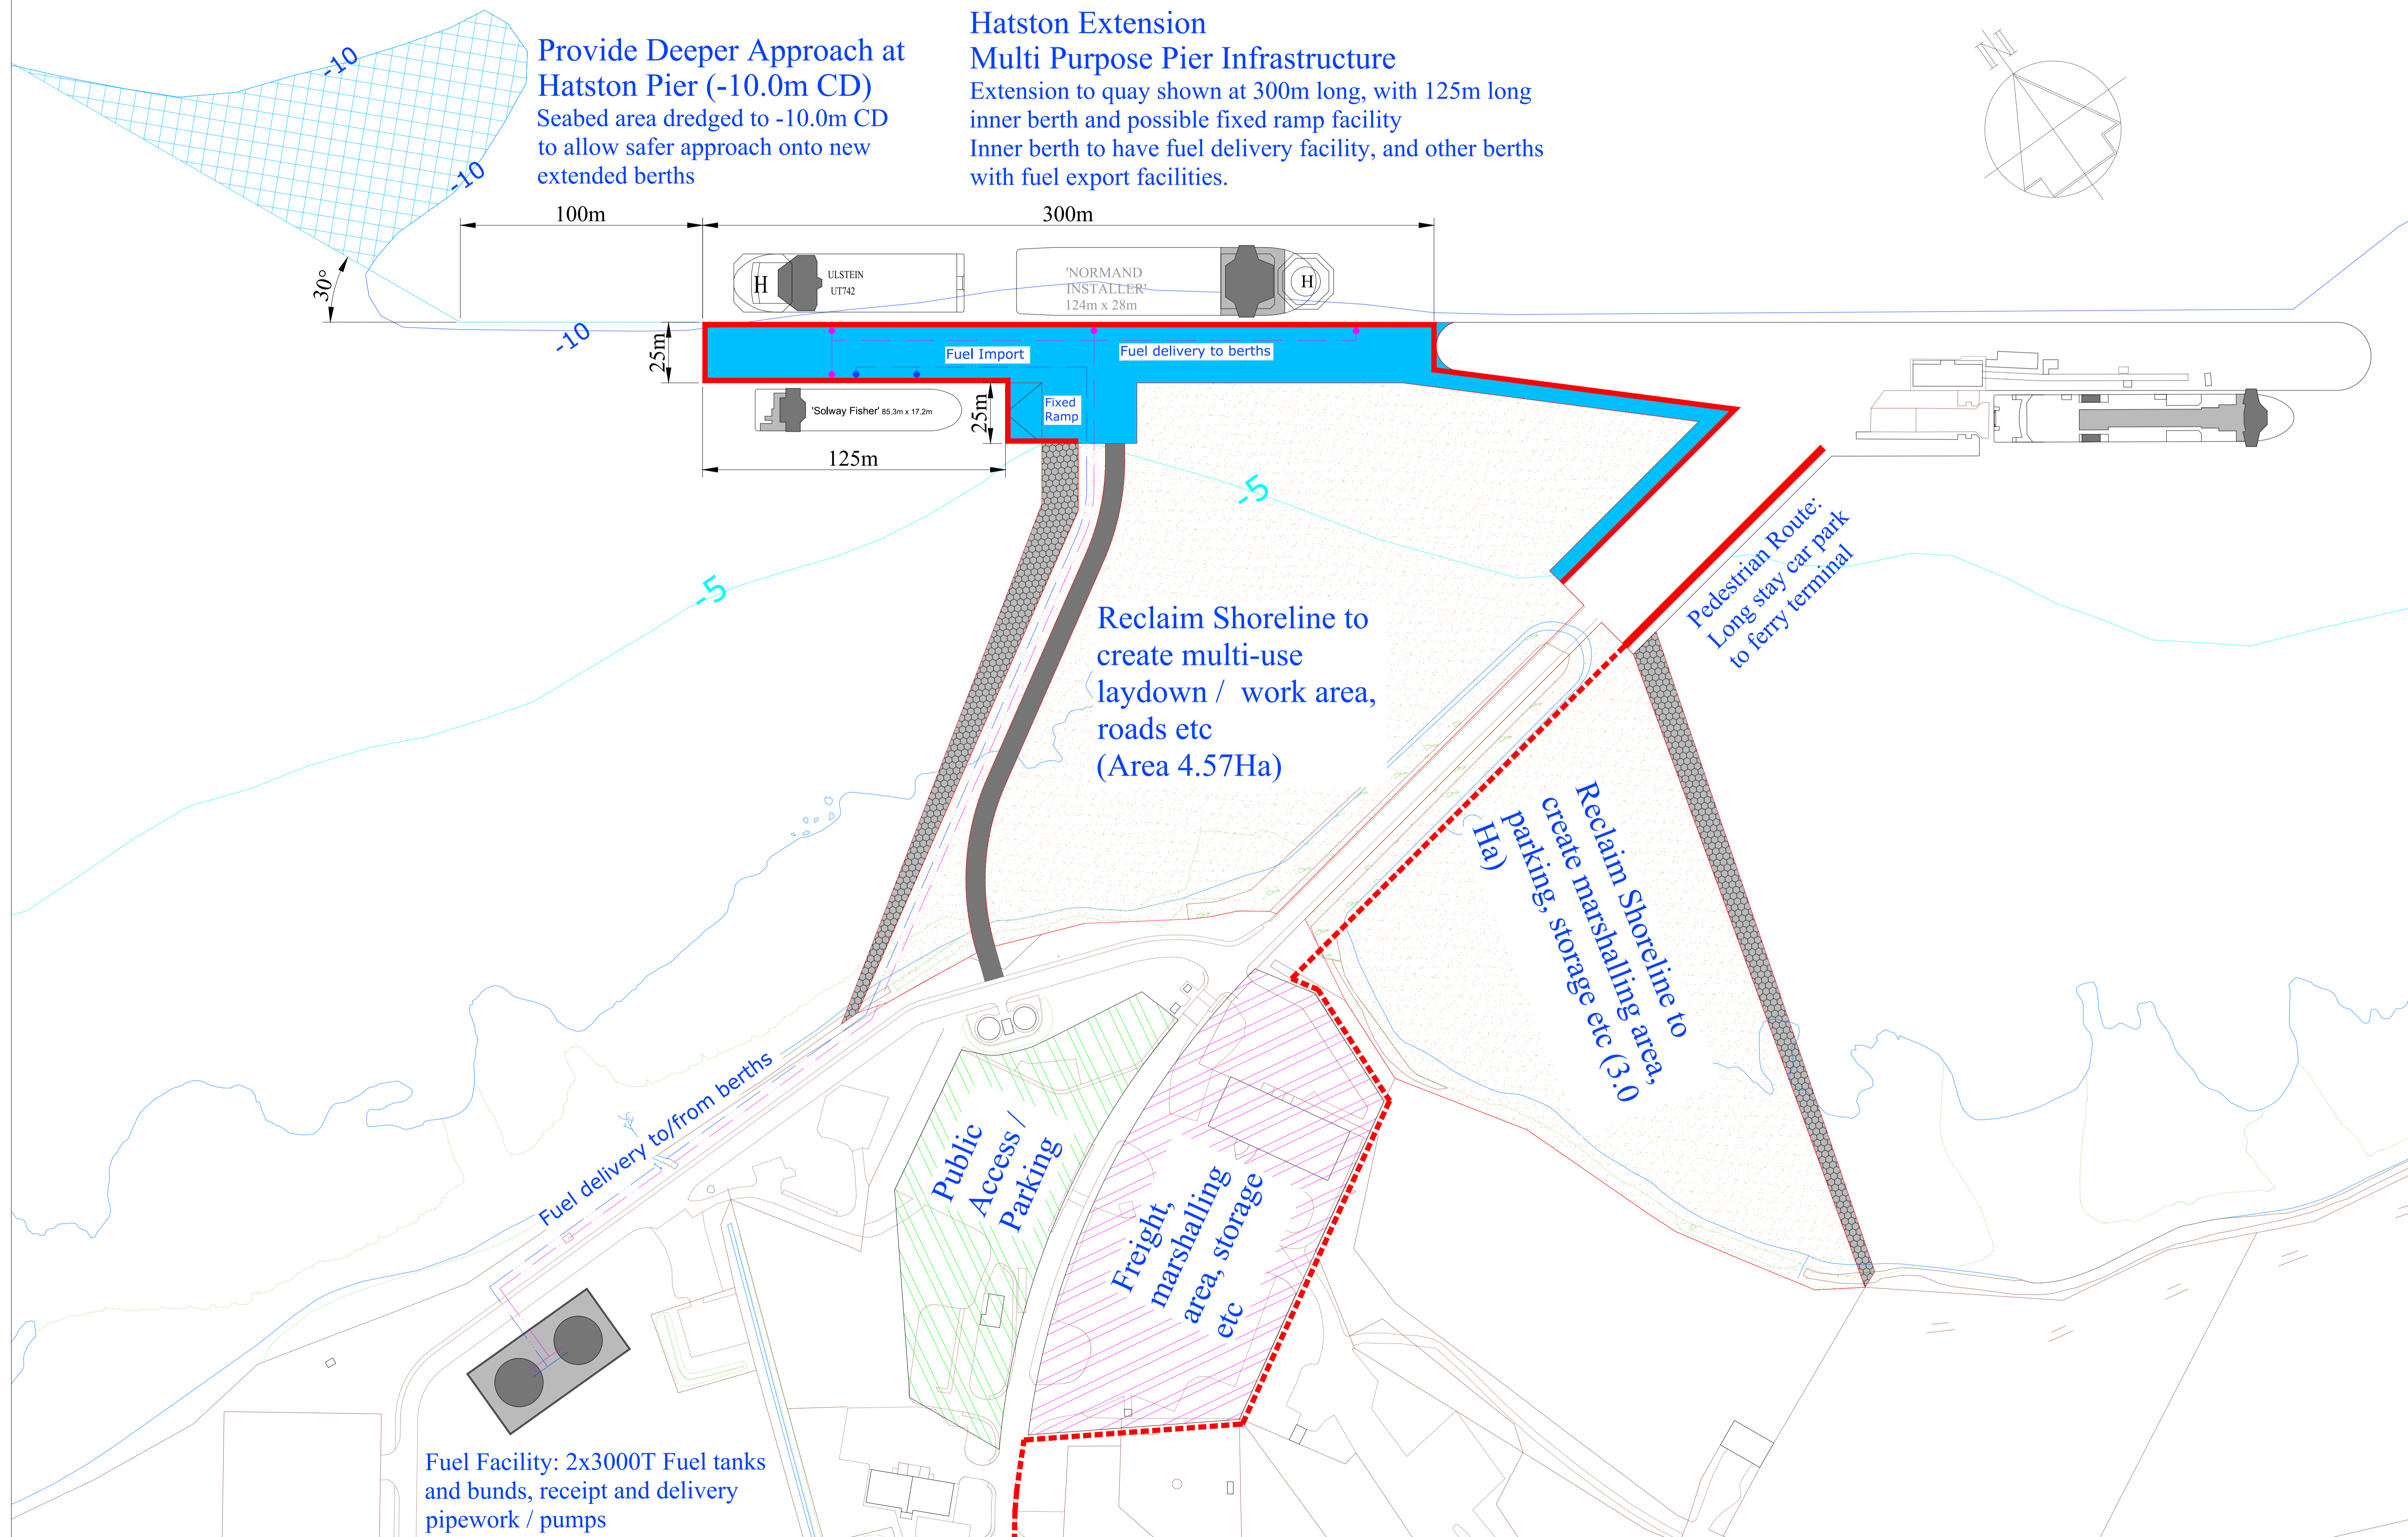 Provide Deeper Approach at
Hatston Pier (-10.0m CD)
Seabed area dredged to -10.0m CD
to allow safer approach onto new
extended berths
Hatston Extension
Multi Purpose Pier Infrastructure
Extension to quay shown at 300m long, with 125m long
inner berth and possible fixed ramp facility
Inner berth to have fuel delivery facility, and other berths
with fuel export facilities.
N
-10
-10
100m
300m
30°
H
ULSTEIN
UT742
'NORMAND
INSTALLER'
124m x 28m
H
-10
25m
Fuel Import
Fuel delivery to berths
'Solway Fisher' 85.3m x 17.2m
25m
Fixed
Ramp
125m
-5
-5
Pedestrian Route:
Long stay car park
to ferry terminal
Reclaim Shoreline to
create multi-use
laydown / work area,
roads etc
(Area 4.57Ha)
Reclaim Shoreline to
create marshalling area,
parking, storage etc (3.0
Ha)
Fuel delivery to/from berths
Public
Access /
Parking
Freight,
marshalling
area, storage
etc
Fuel Facility: 2x3000T Fuel tanks
and bunds, receipt and delivery
pipework / pumps